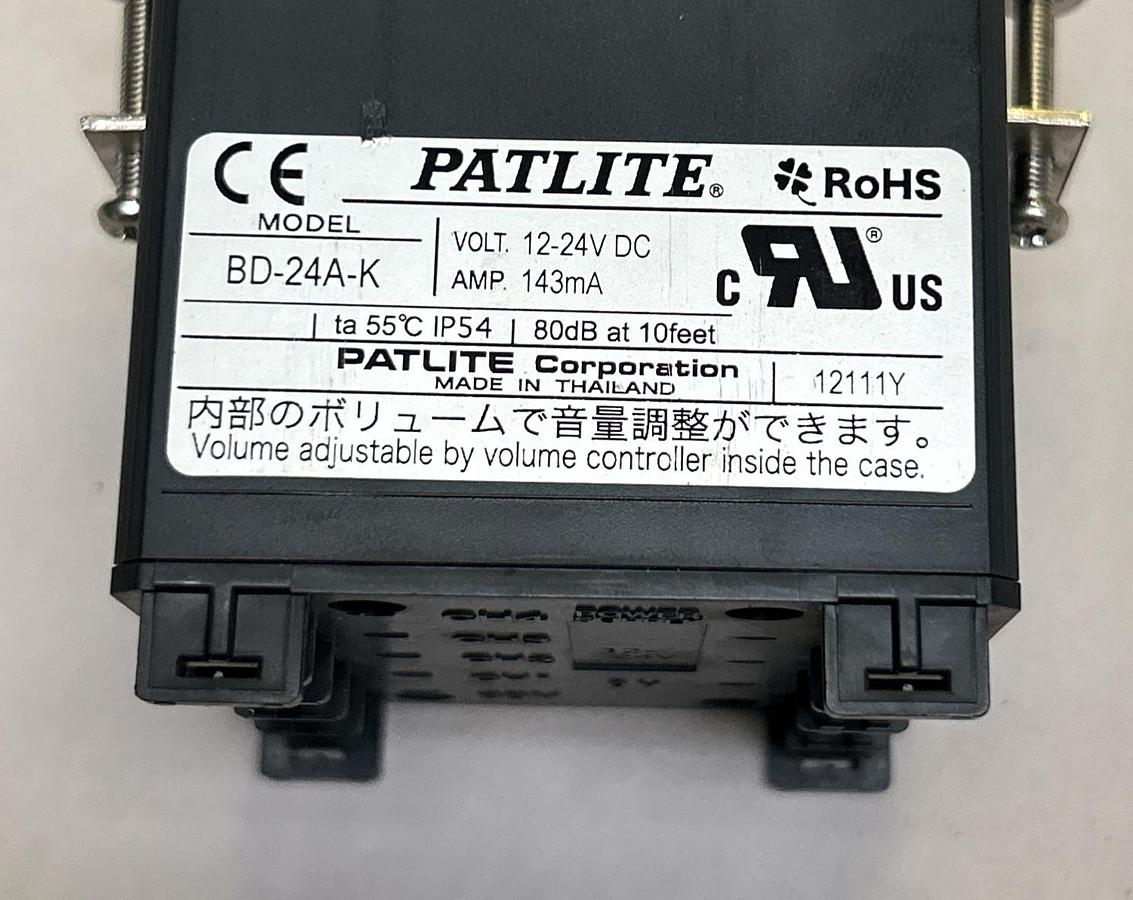 CE PATLITE® RoHS
MODEL
BD-24A-K
VOLT. 12-24V DC
AMP. 143mA
C RU® US
ta 55℃ IP54 | 80dB at 10feet
PATLITE Corporation
MADE IN THAILAND
12111Y
内部のボリュームで音量調整ができます。
Volume adjustable by volume controller inside the case.
POWER